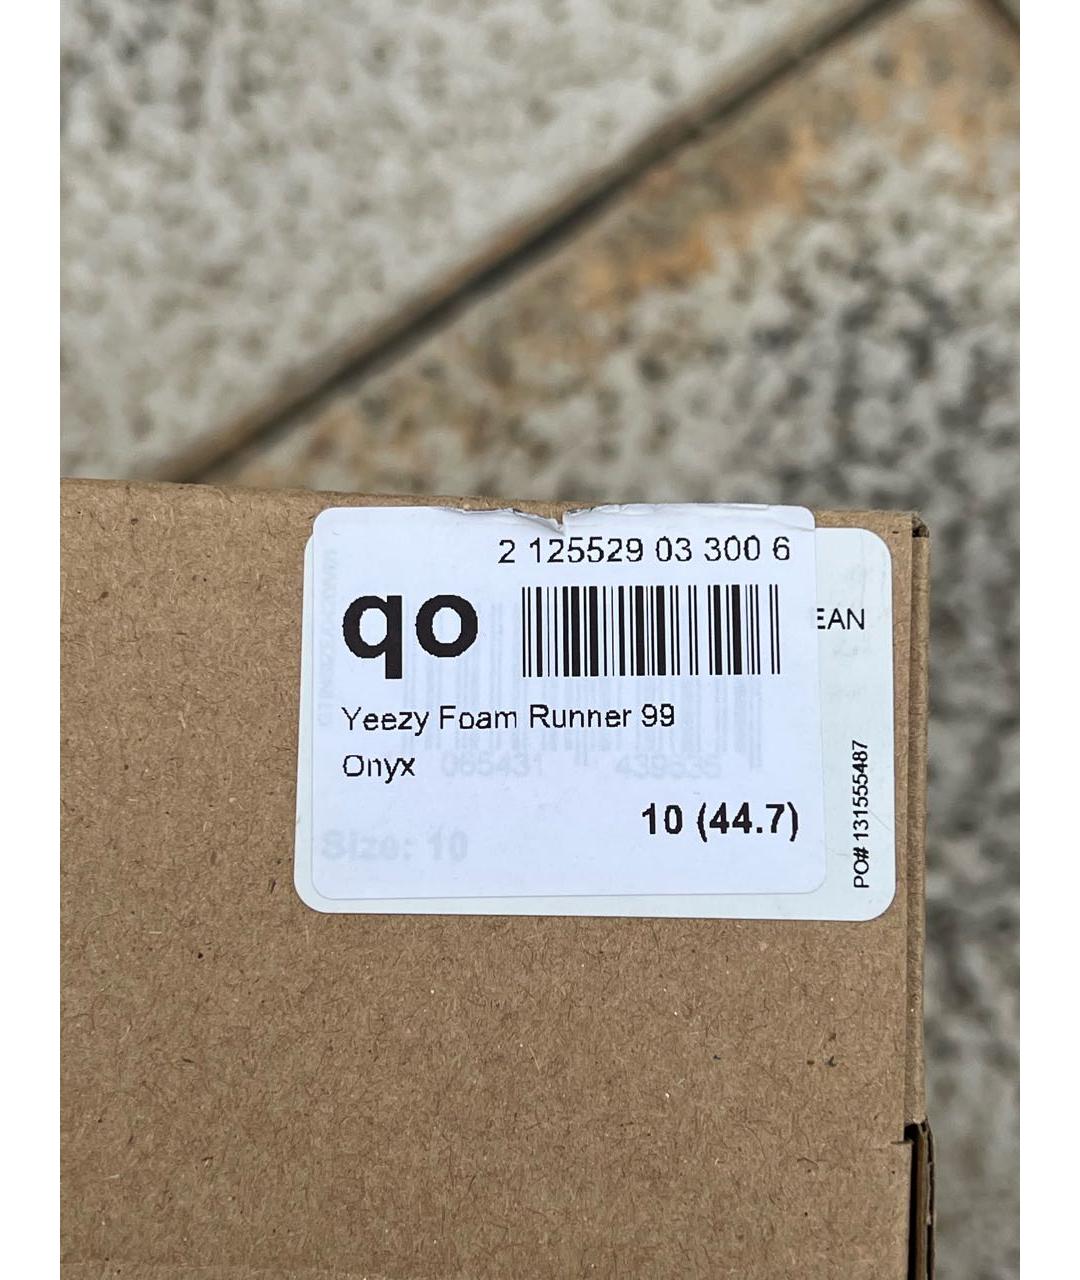 2 125529 03 300 6
qo
EAN
Yeezy Foam Runner 99
Onyx
065431
10 (44.7)
Size: 10
PO# 131555487